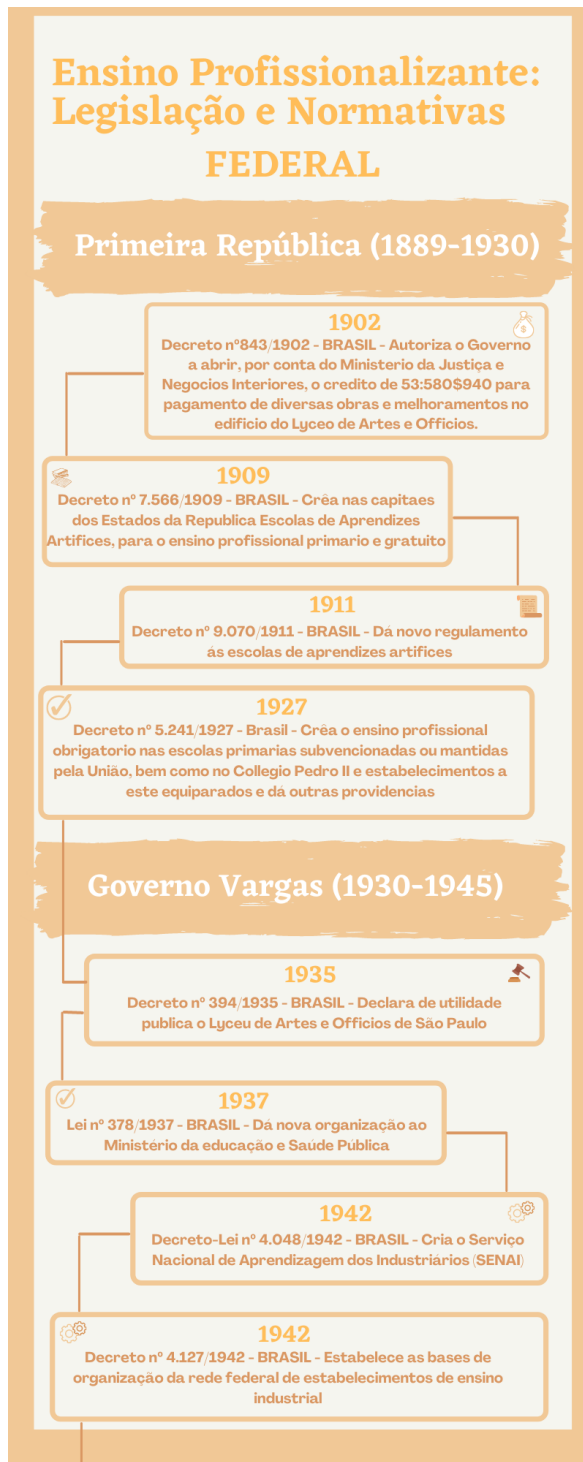 Ensino Profissionalizante:
Legislação e Normativas
FEDERAL
Primeira República (1889-1930)
1902
Decreto nº843/1902 - BRASIL - Autoriza o Governo
a abrir, por conta do Ministerio da Justiça e
Negocios Interiores, o credito de 53:580$940 para
pagamento de diversas obras e melhoramentos no
edificio do Lyceo de Artes e Officios.
1909
Decreto nº 7.566/1909 - BRASIL - Crêa nas capitaes
dos Estados da Republica Escolas de Aprendizes
Artifices, para o ensino profissional primario e gratuito
1911
Decreto nº 9.070/1911 - BRASIL - Dá novo regulamento
ás escolas de aprendizes artifices
1927
Decreto nº 5.241/1927 - Brasil - Crêa o ensino profissional
obrigatorio nas escolas primarias subvencionadas ou mantidas
pela União, bem como no Collegio Pedro II e estabelecimentos a
este equiparados e dá outras providencias
Governo Vargas (1930-1945)
1935
Decreto nº 394/1935 - BRASIL - Declara de utilidade
publica o Lyceu de Artes e Officios de São Paulo
1937
Lei nº 378/1937 - BRASIL - Dá nova organização ao
Ministério da educação e Saúde Pública
1942
Decreto-Lei nº 4.048/1942 - BRASIL - Cria o Serviço
Nacional de Aprendizagem dos Industriários (SENAI)
1942
Decreto nº 4.127/1942 - BRASIL - Estabelece as bases de
organização da rede federal de estabelecimentos de ensino
industrial